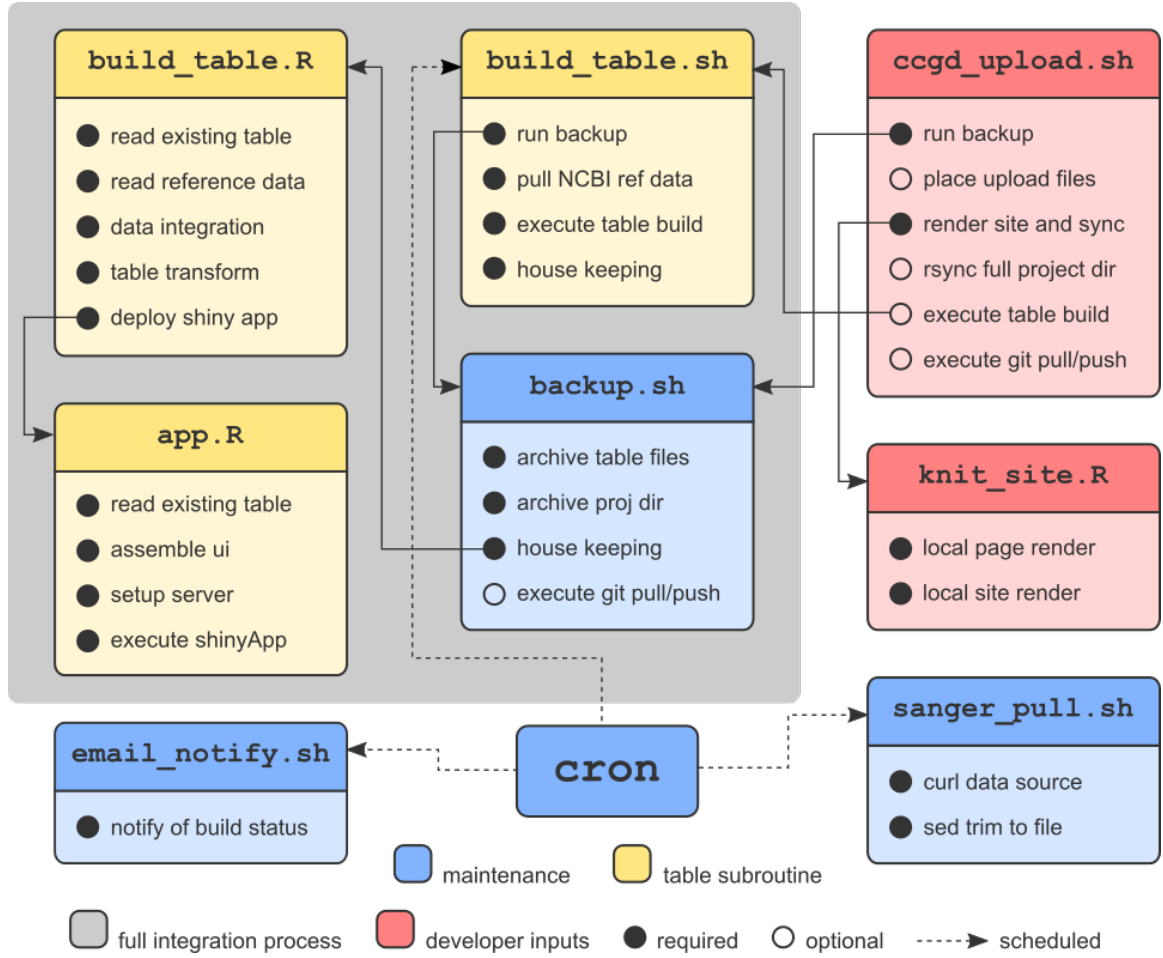 build_table.R
read existing table
read reference data
data integration
table transform
deploy shiny app
build_table.sh
run backup
pull NCBI ref data
execute table build
house keeping
ccgd_upload.sh
run backup
place upload files
render site and sync
rsync full project dir
execute table build
execute git pull/push
app.R
read existing table
assemble ui
setup server
execute shinyApp
backup.sh
archive table files
archive proj dir
house keeping
execute git pull/push
knit_site.R
local page render
local site render
email_notify.sh
notify of build status
cron
sanger_pull.sh
curl data source
sed trim to file
maintenance
table subroutine
full integration process
developer inputs
required
optional
scheduled